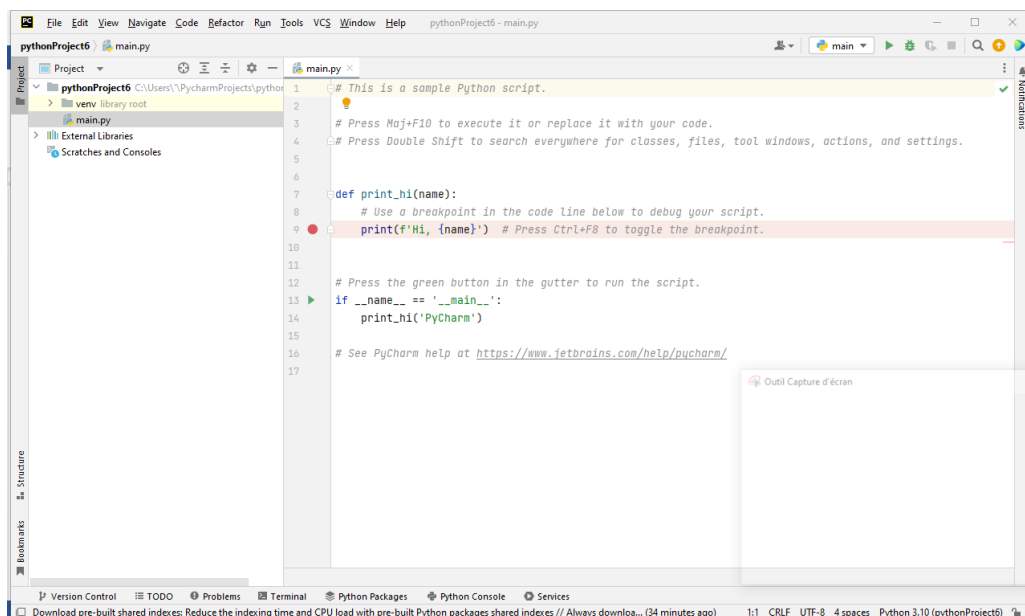 PC File Edit View Navigate Code Refactor Run Tools VCS Window Help pythonProject6 - main.py
pythonProject6 main.py
main
Project
Project
main.py
pythonProject6 C:\Users\'\PycharmProjects\python
venv library root
main.py
External Libraries
Scratches and Consoles
1 # This is a sample Python script.
2
3 # Press Maj+F10 to execute it or replace it with your code.
4 # Press Double Shift to search everywhere for classes, files, tool windows, actions, and settings.
5
6
7 def print_hi(name):
8 # Use a breakpoint in the code line below to debug your script.
9 print(f'Hi, {name}') # Press Ctrl+F8 to toggle the breakpoint.
10
11
12 # Press the green button in the gutter to run the script.
13 if __name__ == '__main__':
14 print_hi('PyCharm')
15
16 # See PyCharm help at https://www.jetbrains.com/help/pycharm/
17
Notifications
Outil Capture d'écran
Structure
Bookmarks
Version Control TODO Problems Terminal Python Packages Python Console Services
Download pre-built shared indexes: Reduce the indexing time and CPU load with pre-built Python packages shared indexes // Always downloa... (34 minutes ago) 1:1 CRLF UTF-8 4 spaces Python 3.10 (pythonProject6)